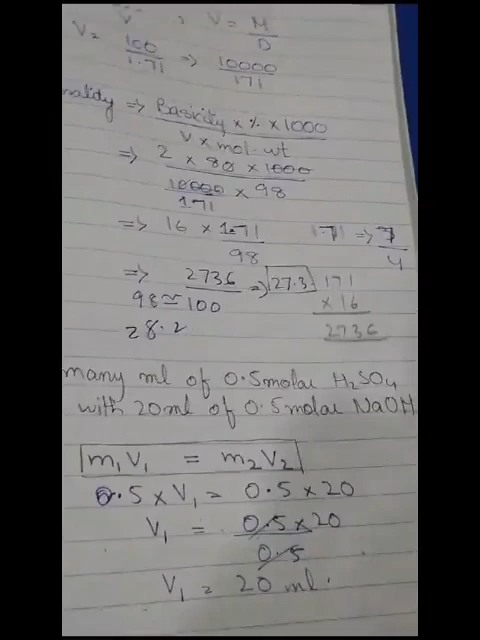 V = M
D
V = 100
1.71
=> 10000
171
mality => Basicity x % x 1000
V x mol. wt
=> 2 x 80 x 1000
10000 x 98
171
=> 16 x 1.71
98
1.71 => 7
4
=> 2736 => 27.3
98 ≈ 100
28.2
171
x 16
2736
many ml of 0.5 molar H₂SO₄
with 20 ml of 0.5 molar NaOH
m₁V₁ = m₂V₂
0.5 x V₁ = 0.5 x 20
V₁ = 0.5 x 20
0.5
V₁ = 20 ml.